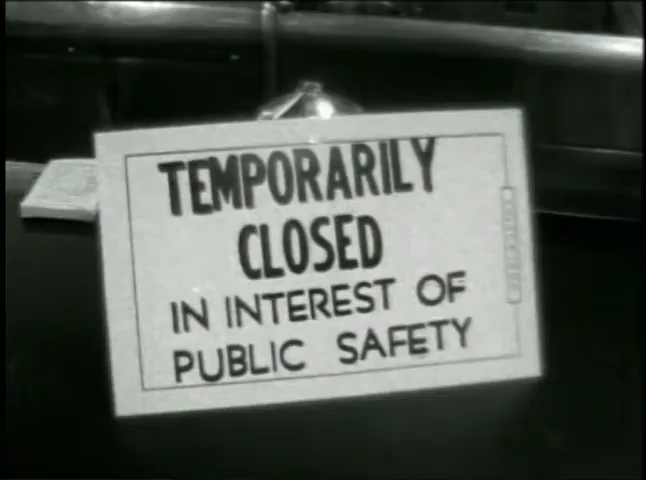 TEMPORARILY
CLOSED
IN INTEREST OF
PUBLIC SAFETY